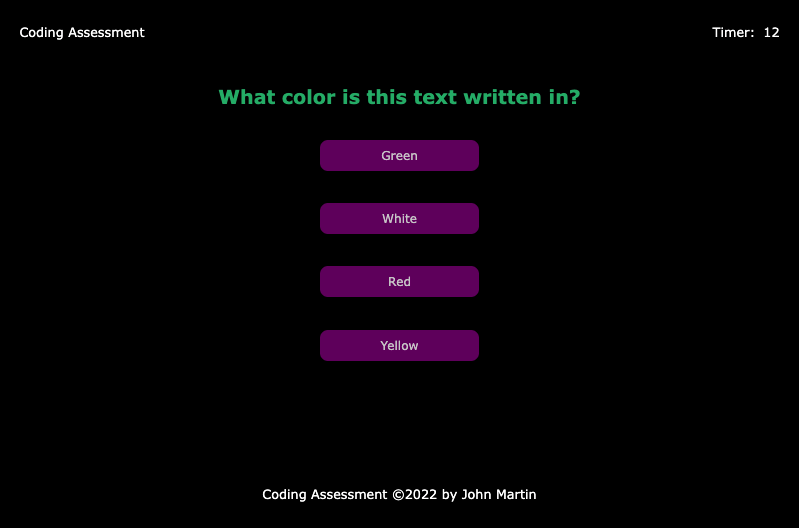 Coding Assessment
Timer: 12
What color is this text written in?
Green
White
Red
Yellow
Coding Assessment ©2022 by John Martin